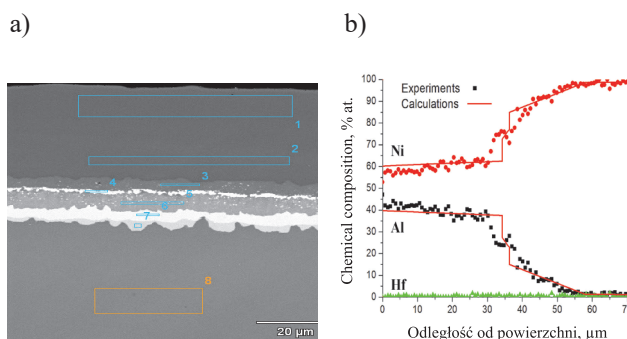 a)
b)
1
2
3
4
5
6
7
8
20 µm
Chemical composition, % at.
100
90
80
70
60
50
40
30
20
10
0
Experiments
Calculations
Ni
Al
Hf
0 10 20 30 40 50 60 70
Odległość od powierzchni, µm